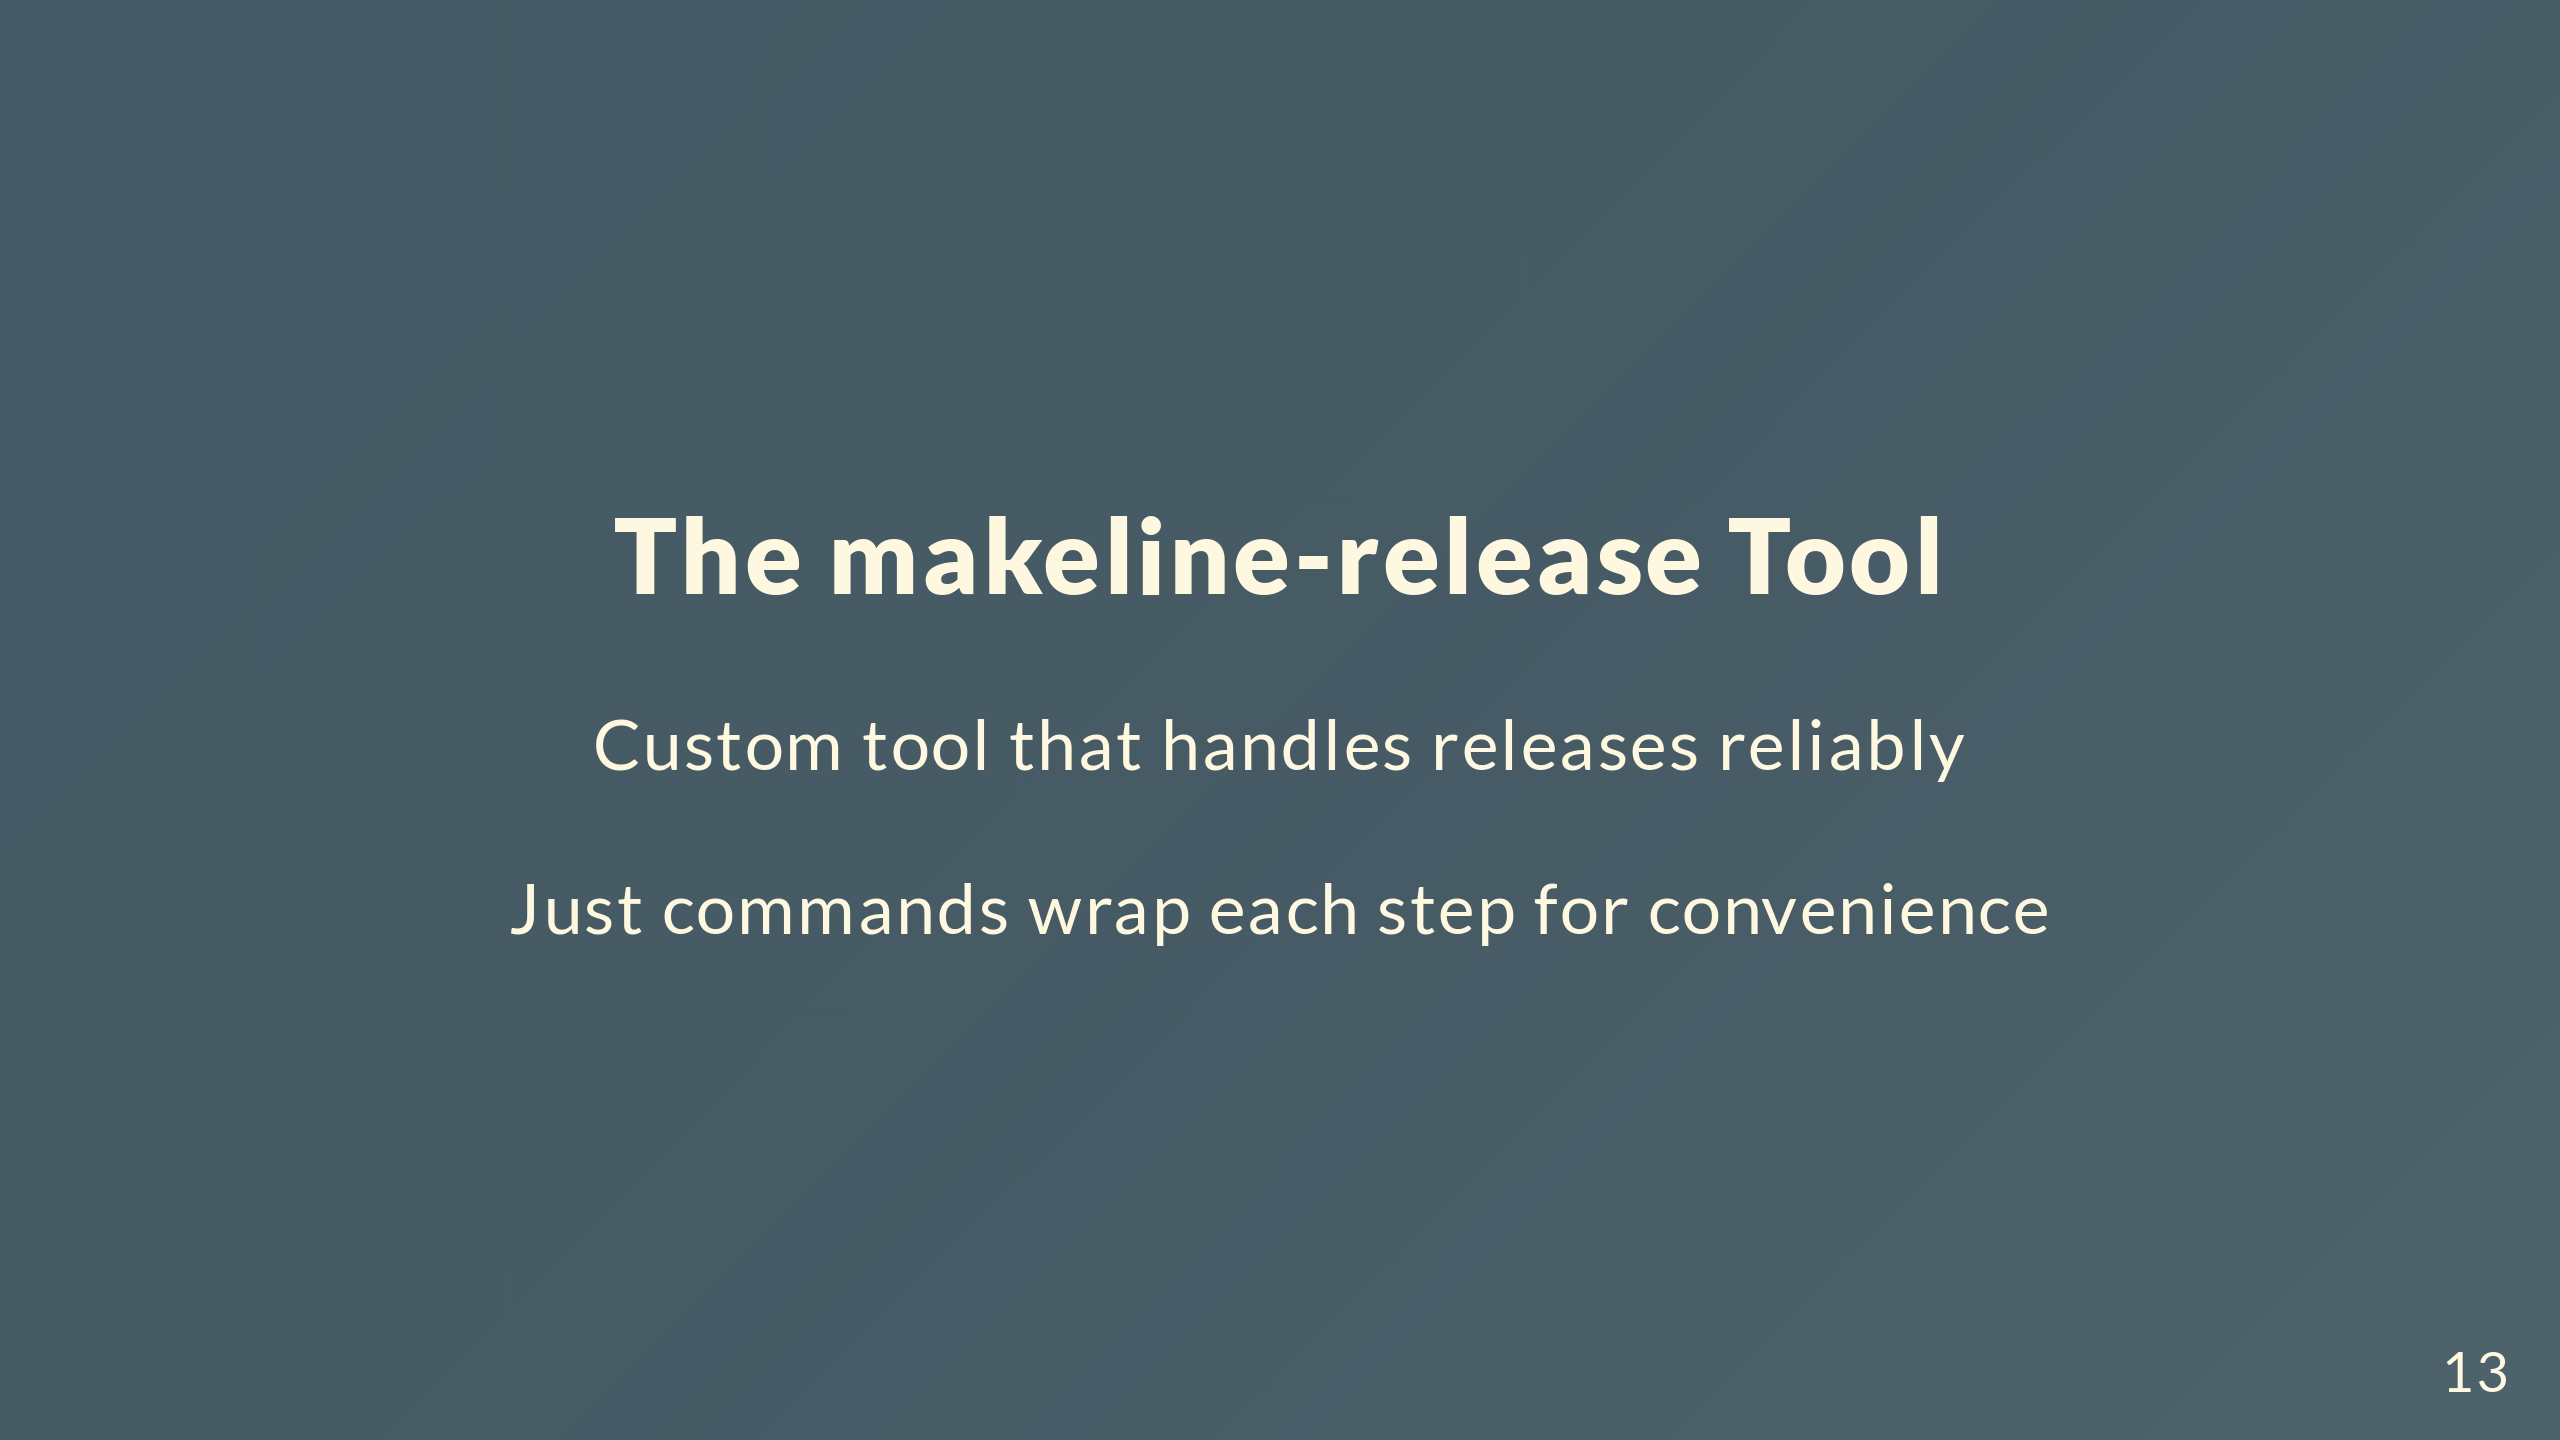 The makeline-release Tool
Custom tool that handles releases reliably
Just commands wrap each step for convenience
13